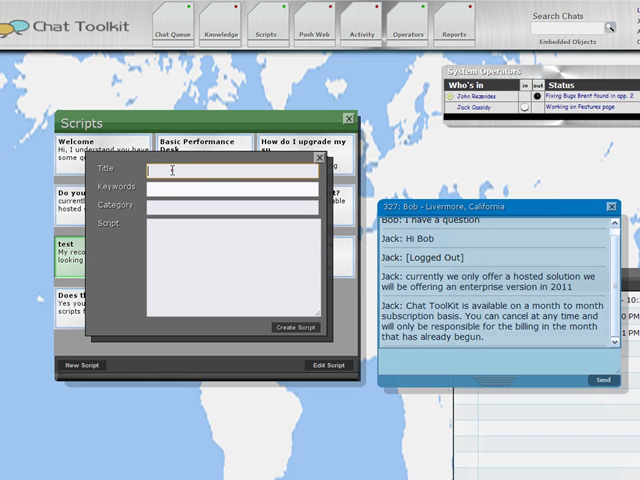 Chat Toolkit
Chat Queue
Knowledge
Scripts
Push Web
Activity
Operators
Reports
Search Chats
Embedded Objects
System Operators
Who's in
in
out
Status
John Rezendes
Fixing Bugs Brent found in app. 2
Jack Cassidy
Working on Features page
Scripts
Welcome
Hi, I understand you have
some qu
Basic Performance
Desk
How do I upgrade my
su
Title
Keywords
Category
Script
Create Script
Do you
currently
hosted s
test
My reco
looking
Does th
Yes you
scripts f
New Script
Edit Script
327: Bob - Livermore, California
Bob: I have a question
Jack: Hi Bob
Jack: [Logged Out]
Jack: currently we only offer a hosted solution we
will be offering an enterprise version in 2011
Jack: Chat ToolKit is available on a month to month
subscription basis. You can cancel at any time and
will only be responsible for the billing in the month
that has already begun.
Send